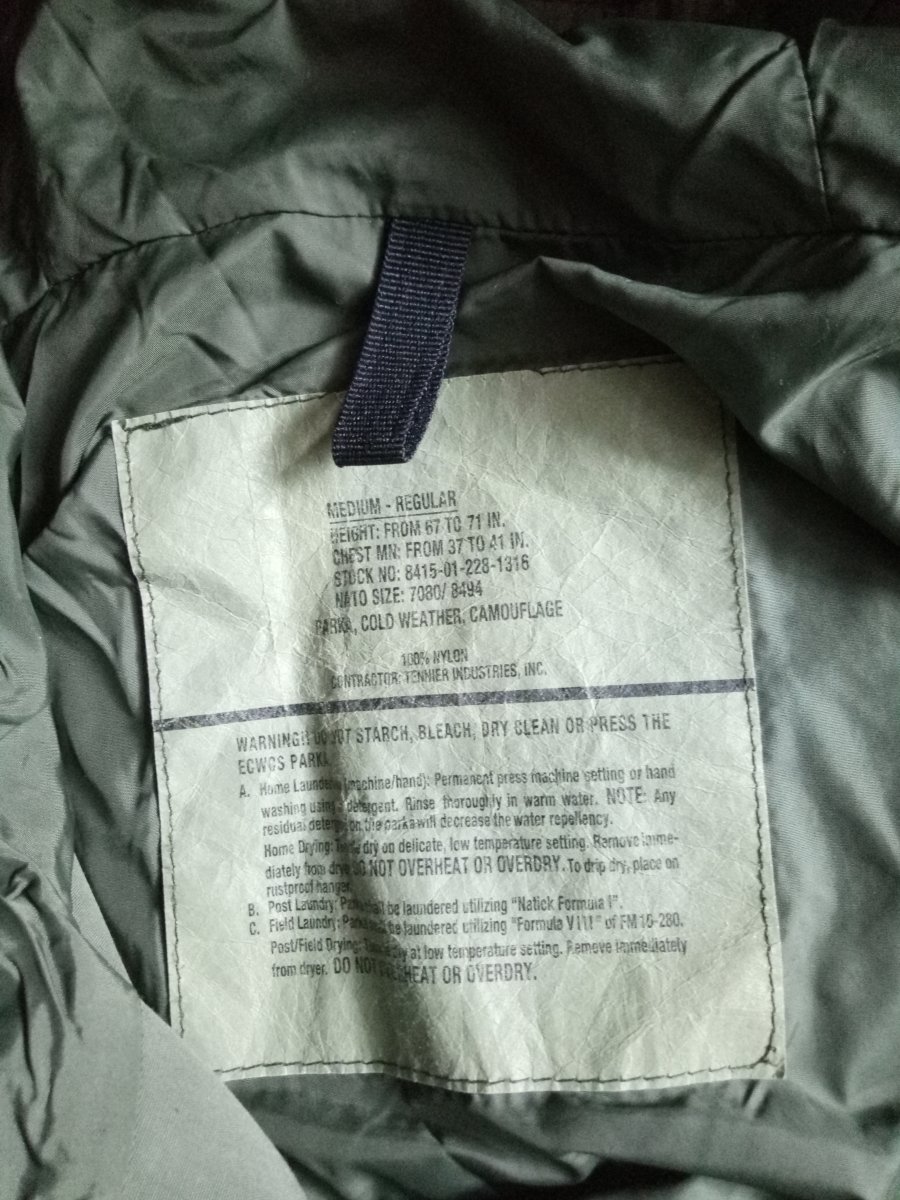 MEDIUM - REGULAR
HEIGHT: FROM 67 TO 71 IN.
CHEST MN: FROM 37 TO 41 IN.
STOCK NO: 8415-01-228-1316
NATO SIZE: 7080/ 8494
PARKA, COLD WEATHER, CAMOUFLAGE
100% NYLON
CONTRACTOR: TENNIER INDUSTRIES, INC.
WARNING!! DO NOT STARCH, BLEACH, DRY CLEAN OR PRESS THE
ECWCS PARKA
A. Home Launder (machine/hand): Permanent press machine setting or hand
washing using detergent. Rinse thoroughly in warm water. NOTE: Any
residual detergent on the parka will decrease the water repellency.
Home Drying: Tumble dry on delicate, low temperature setting. Remove imme-
diately from dryer DO NOT OVERHEAT OR OVERDRY. To drip dry, place on
rustproof hanger.
B. Post Laundry: Parka shall be laundered utilizing "Natick Formula I".
C. Field Laundry: Parka shall be laundered utilizing "Formula VIII" of FM 10-280.
Post/Field Drying: Tumble dry at low temperature setting. Remove immediately
from dryer. DO NOT OVERHEAT OR OVERDRY.